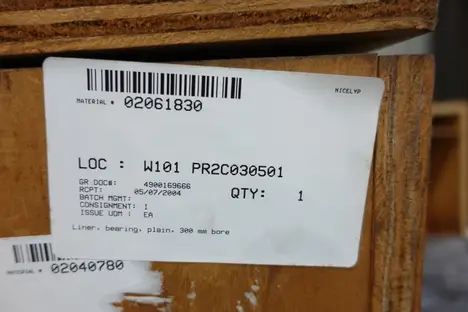 NICELYP
MATERIAL # 02061830
LOC : W101 PR2C030501
GR DOC#: 4900169666
RCPT: 05/07/2004
QTY: 1
BATCH MGMT:
CONSIGNMENT: I
ISSUE UOM : EA
Liner, bearing, plain, 300 mm bore
MATERIAL # 02040780